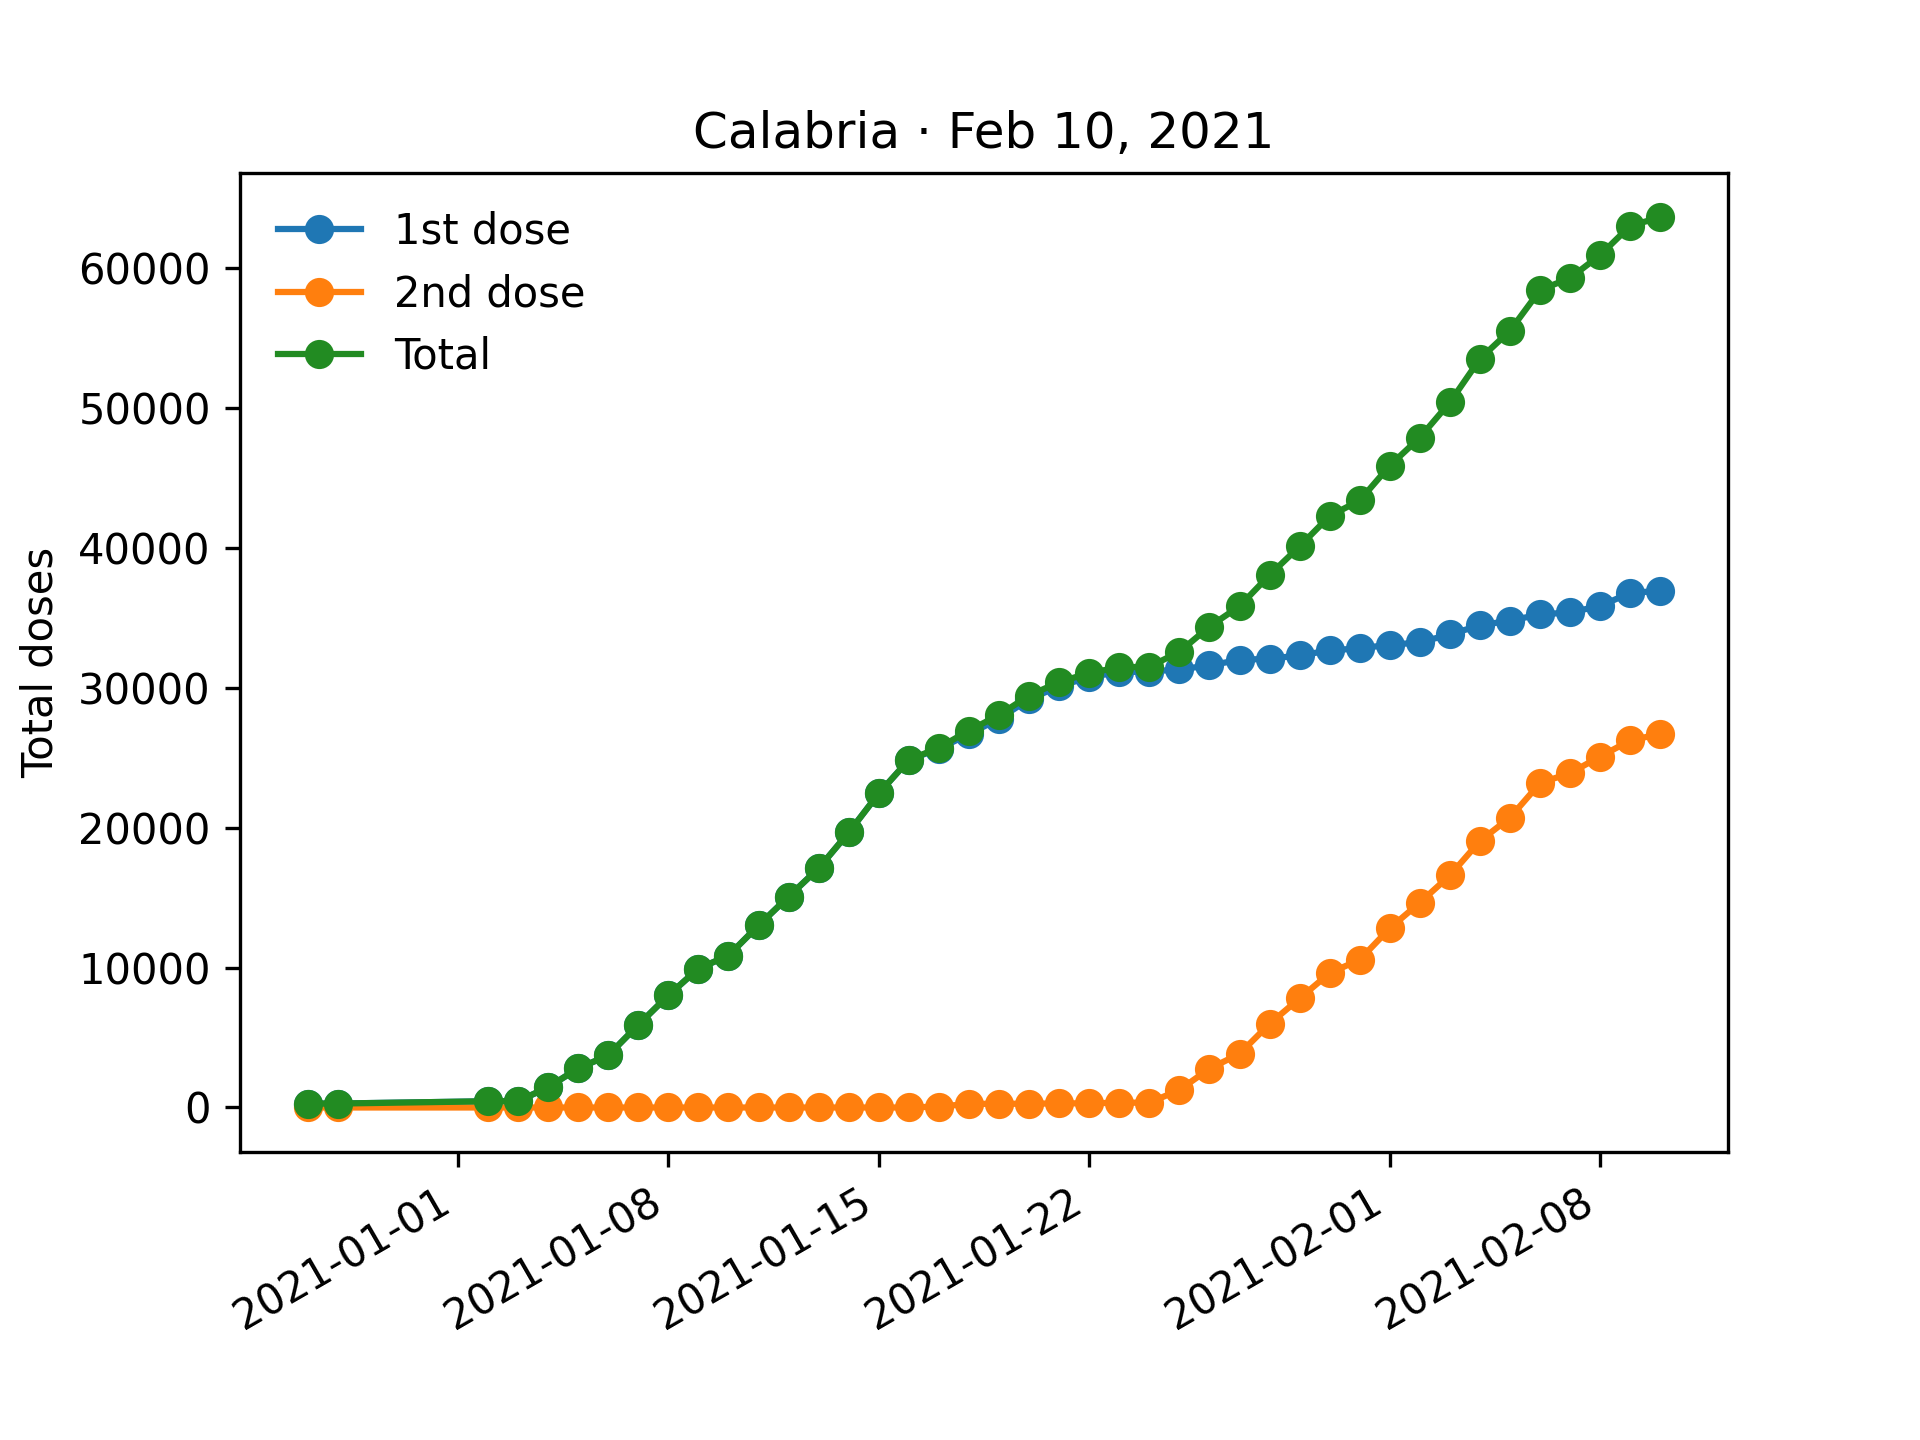 Calabria · Feb 10, 2021
1st dose
2nd dose
Total
Total doses
60000
50000
40000
30000
20000
10000
0
2021-01-01
2021-01-08
2021-01-15
2021-01-22
2021-02-01
2021-02-08